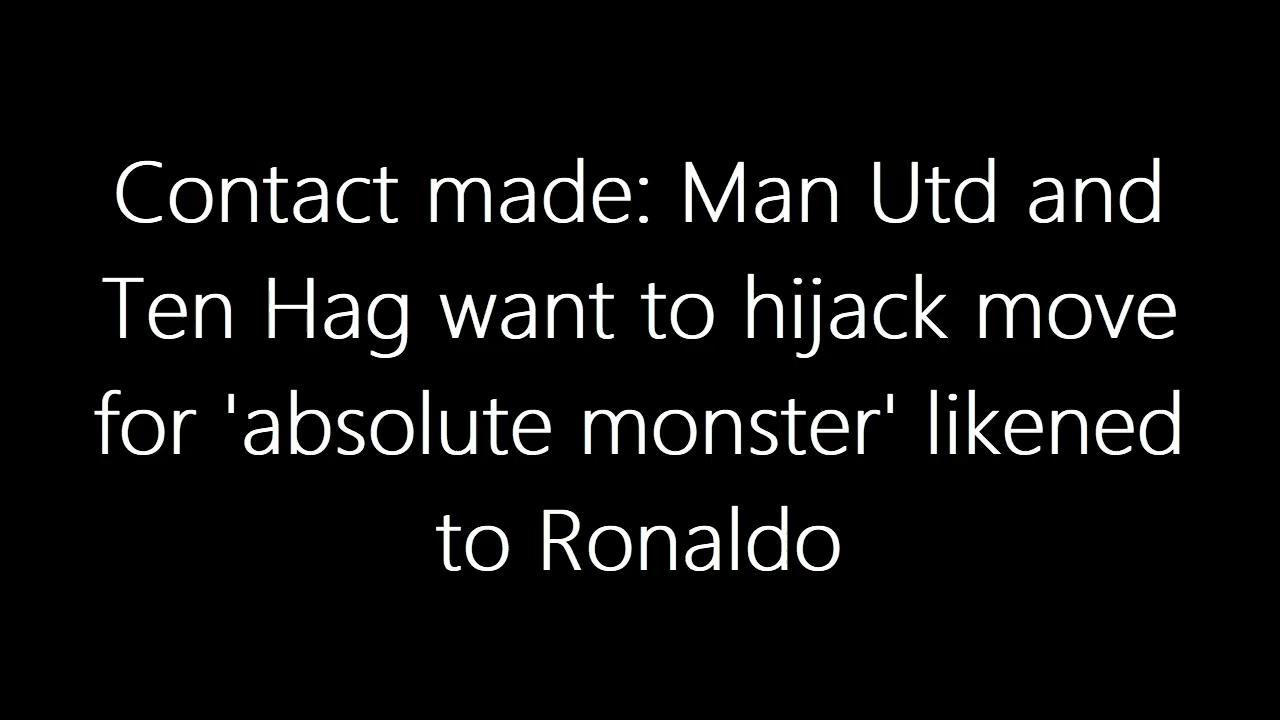 Contact made: Man Utd and
Ten Hag want to hijack move
for 'absolute monster' likened
to Ronaldo